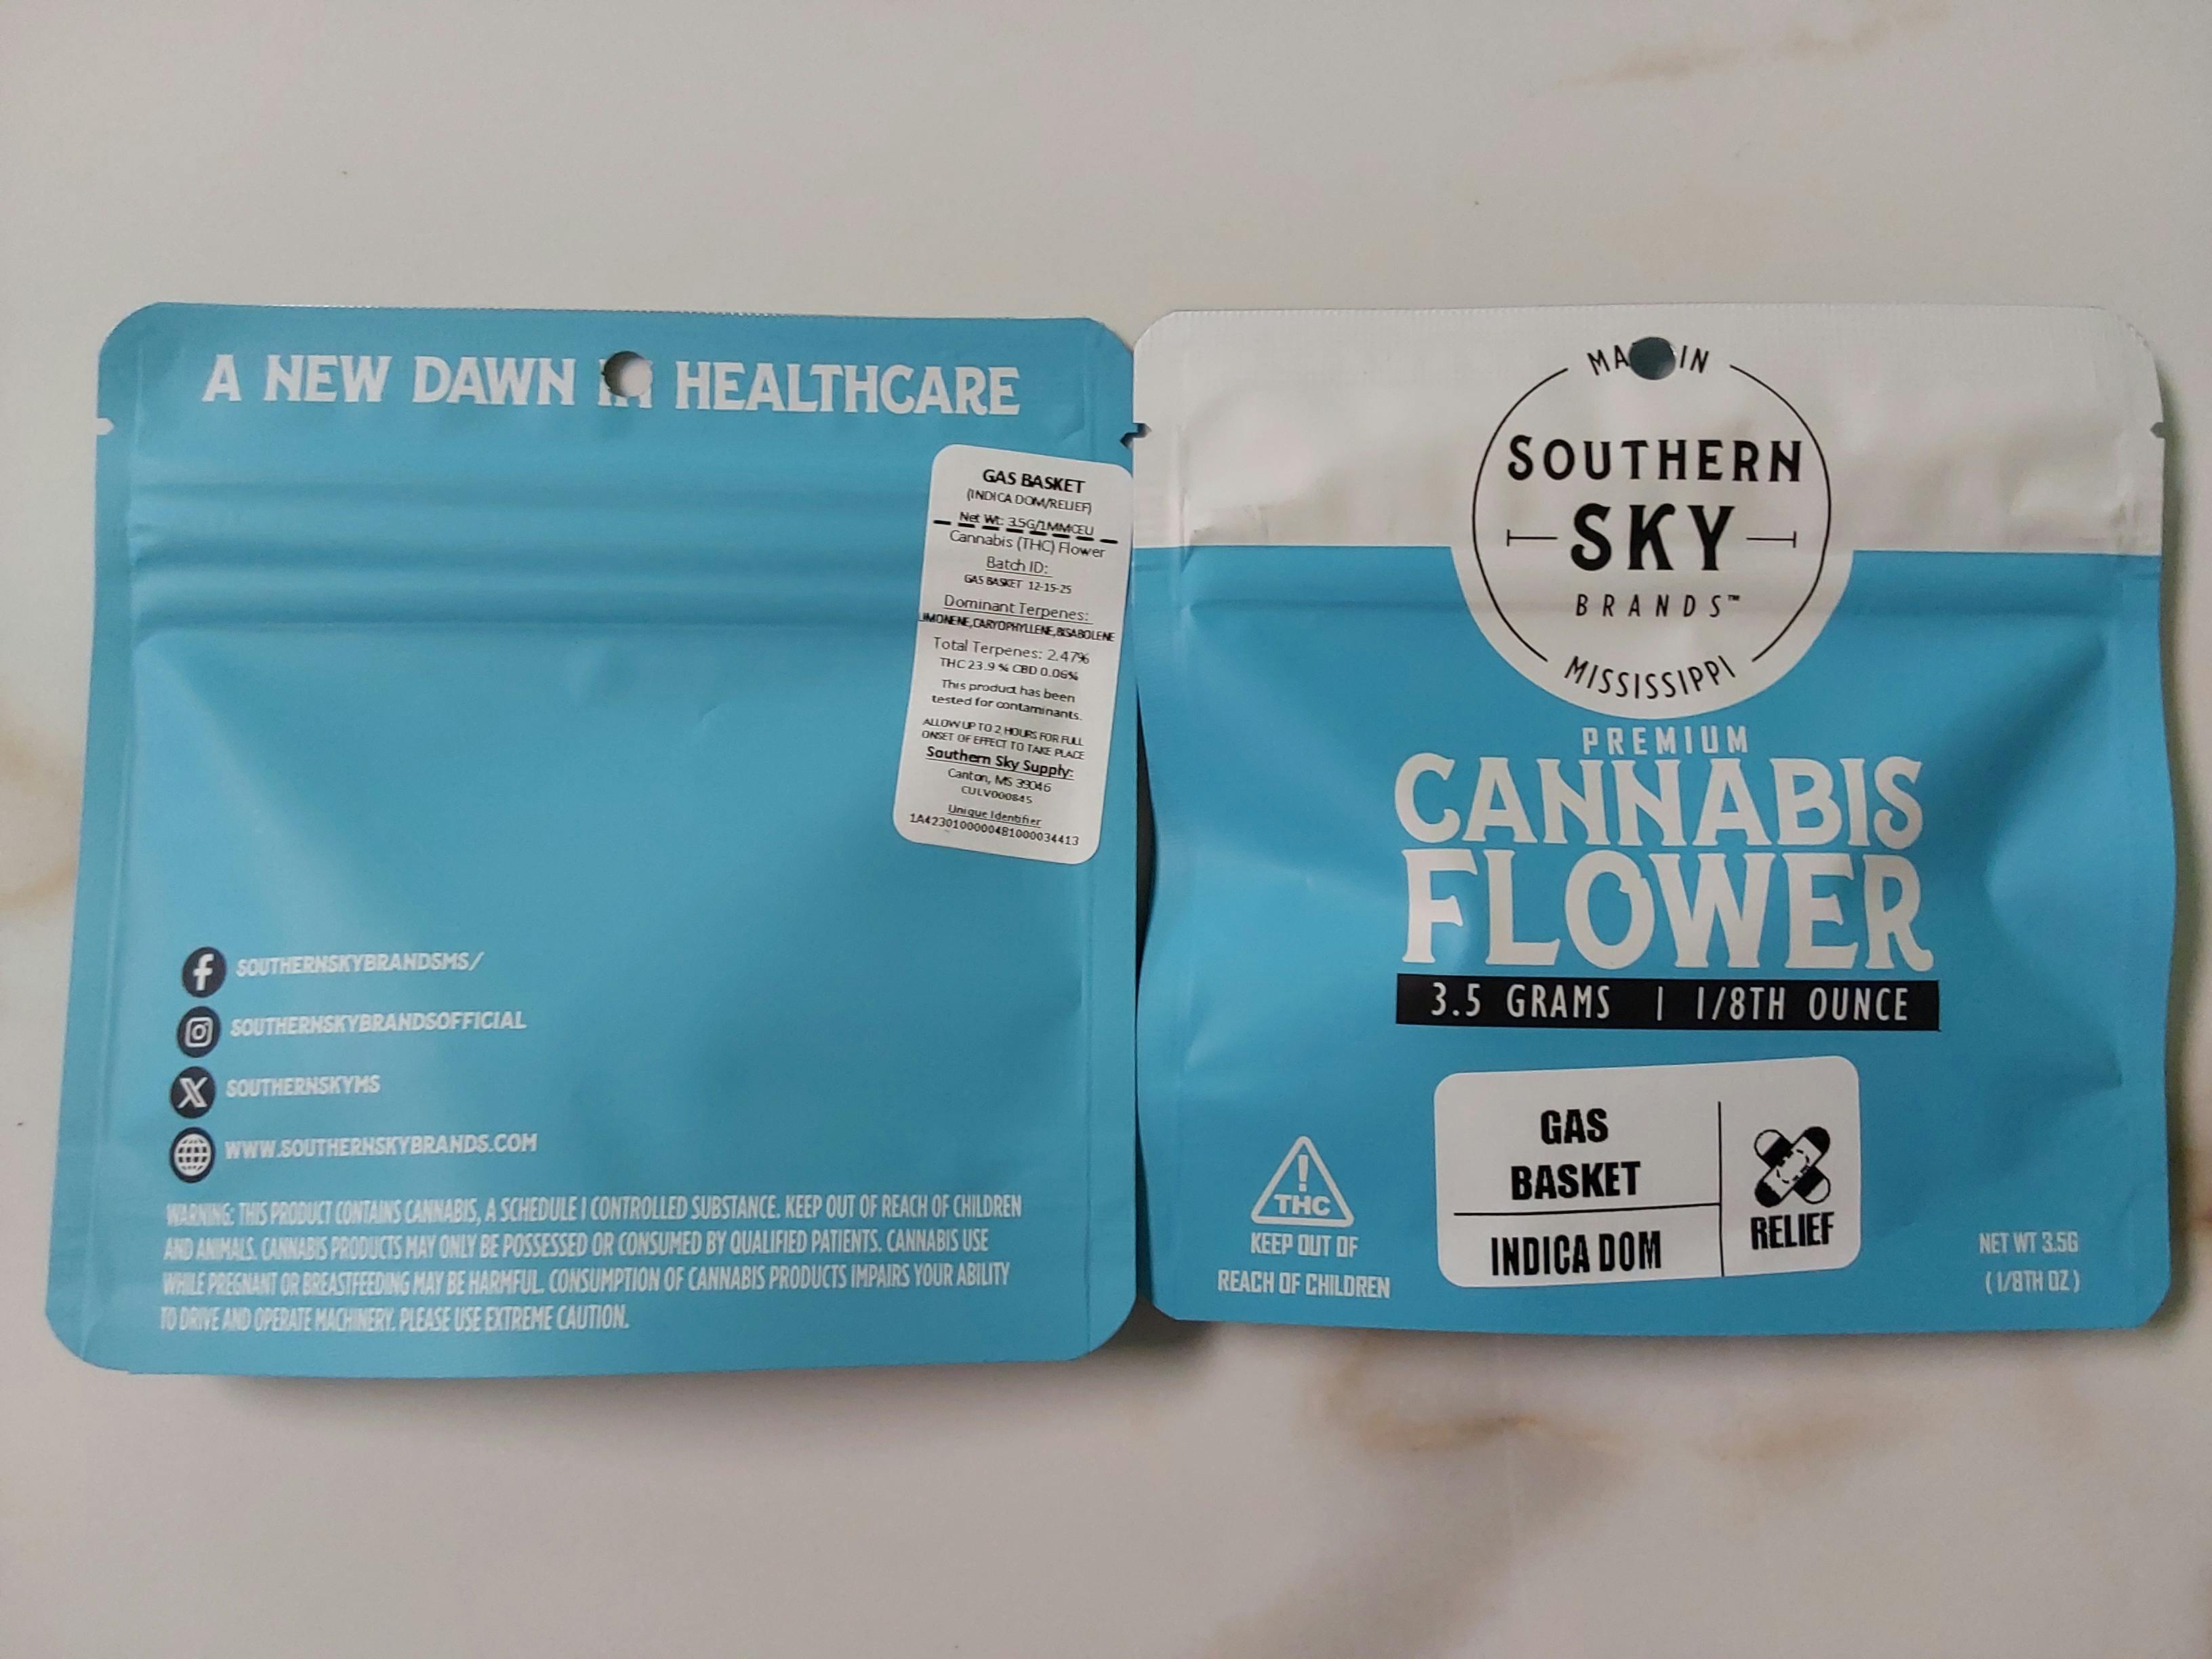 A NEW DAWN IN HEALTHCARE
GAS BASKET
(INDICA DOM/RELIEF)
Net Wt: 3.5G/1MMCEU
Cannabis (THC) Flower
Batch ID:
GAS BASKET 12-15-25
Dominant Terpenes:
LIMONENE,CARYOPHYLLENE,BISABOLENE
Total Terpenes: 2.47%
THC 23.9 % CBD 0.06%
This product has been
tested for contaminants.
ALLOW UP TO 2 HOURS FOR FULL
ONSET OF EFFECT TO TAKE PLACE
Southern Sky Supply:
Canton, MS 39046
CULV000845
Unique Identifier
1A4230100000481000034413
SOUTHERNSKYBRANDSMS/
SOUTHERNSKYBRANDSOFFICIAL
SOUTHERNSKYMS
WWW.SOUTHERNSKYBRANDS.COM
WARNING: THIS PRODUCT CONTAINS CANNABIS, A SCHEDULE I CONTROLLED SUBSTANCE. KEEP OUT OF REACH OF CHILDREN
AND ANIMALS. CANNABIS PRODUCTS MAY ONLY BE POSSESSED OR CONSUMED BY QUALIFIED PATIENTS. CANNABIS USE
WHILE PREGNANT OR BREASTFEEDING MAY BE HARMFUL. CONSUMPTION OF CANNABIS PRODUCTS IMPAIRS YOUR ABILITY
TO DRIVE AND OPERATE MACHINERY. PLEASE USE EXTREME CAUTION.
IN
SOUTHERN
SKY
BRANDS™
MISSISSIPPI
PREMIUM
CANNABIS
FLOWER
3.5 GRAMS | 1/8TH OUNCE
GAS
BASKET
INDICA DOM
RELIEF
THC
KEEP OUT OF
REACH OF CHILDREN
NET WT 3.5G
(1/8TH OZ)